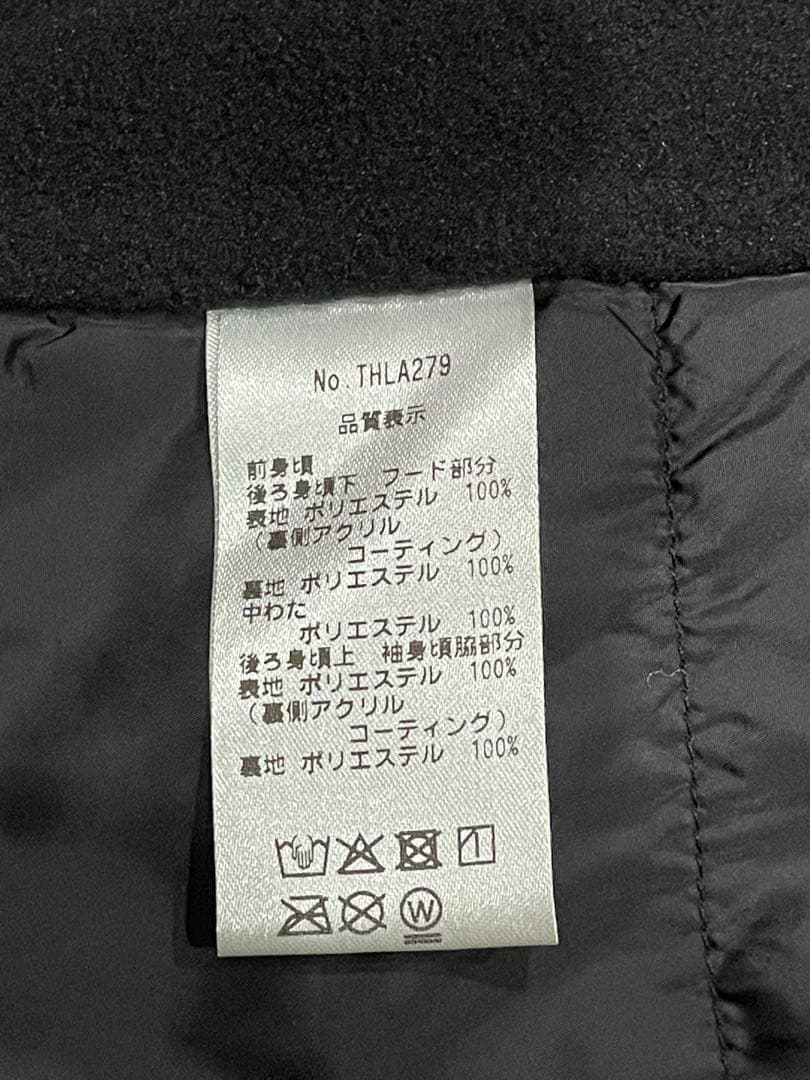 No.THLA279
品質表示
前身頃
後ろ身頃下 フード部分
表地 ポリエステル 100%
(裏側アクリル
コーティング)
裏地 ポリエステル 100%
中わた
ポリエステル 100%
後ろ身頃上 袖身頃脇部分
表地 ポリエステル 100%
(裏側アクリル
コーティング)
裏地 ポリエステル 100%
W